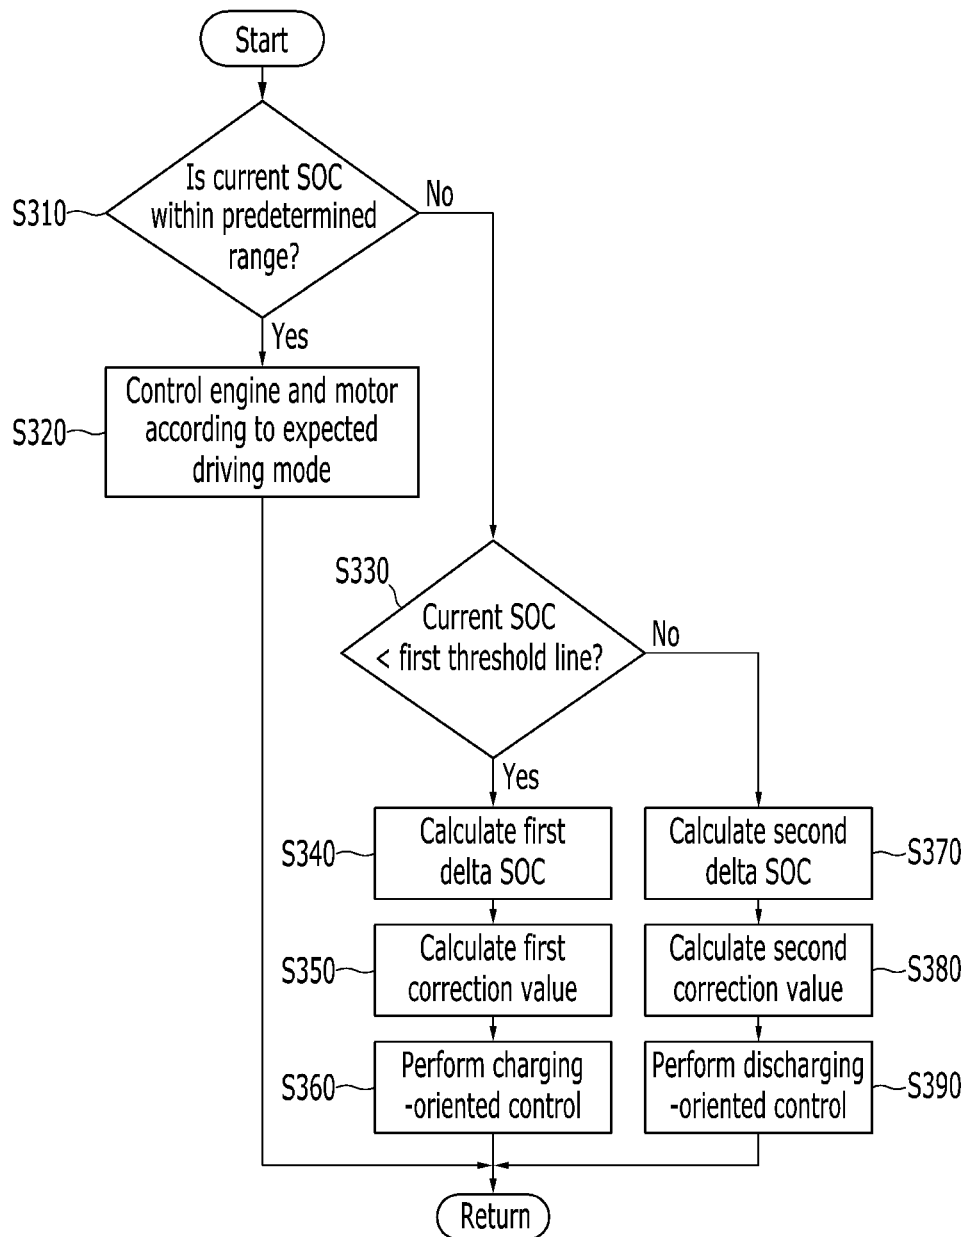 Start
Is current SOC
within predetermined
range?
S310
No
Yes
Control engine and motor
according to expected
driving mode
S320
S330
Current SOC
< first threshold line?
No
Yes
S340
Calculate first
delta SOC
Calculate second
delta SOC
S370
S350
Calculate first
correction value
Calculate second
correction value
S380
S360
Perform charging
-oriented control
Perform discharging
-oriented control
S390
Return